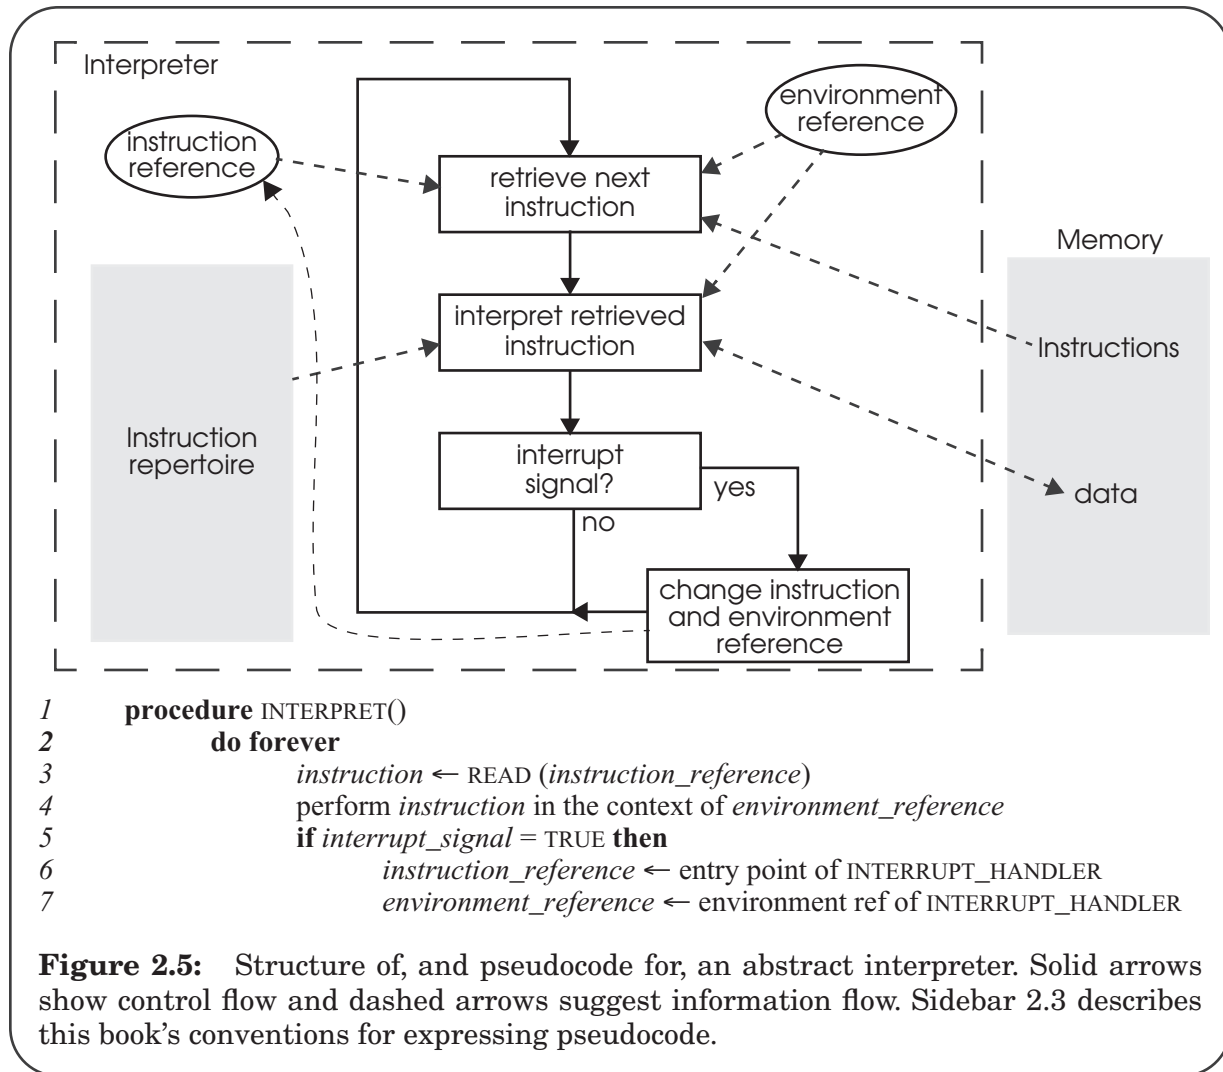 Interpreter
instruction
reference
environment
reference
retrieve next
instruction
Memory
interpret retrieved
instruction
Instructions
Instruction
repertoire
interrupt
signal?
yes
data
no
change instruction
and environment
reference
1 procedure INTERPRET()
2 do forever
3 instruction ← READ (instruction_reference)
4 perform instruction in the context of environment_reference
5 if interrupt_signal = TRUE then
6 instruction_reference ← entry point of INTERRUPT_HANDLER
7 environment_reference ← environment ref of INTERRUPT_HANDLER
Figure 2.5: Structure of, and pseudocode for, an abstract interpreter. Solid arrows
show control flow and dashed arrows suggest information flow. Sidebar 2.3 describes
this book's conventions for expressing pseudocode.